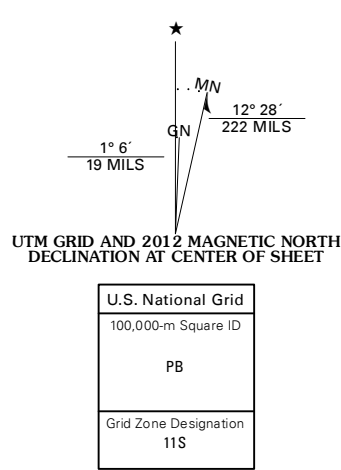 ★
MN
12° 28´
222 MILS
GN
1° 6´
19 MILS
UTM GRID AND 2012 MAGNETIC NORTH
DECLINATION AT CENTER OF SHEET
U.S. National Grid
100,000-m Square ID
PB
Grid Zone Designation
11S